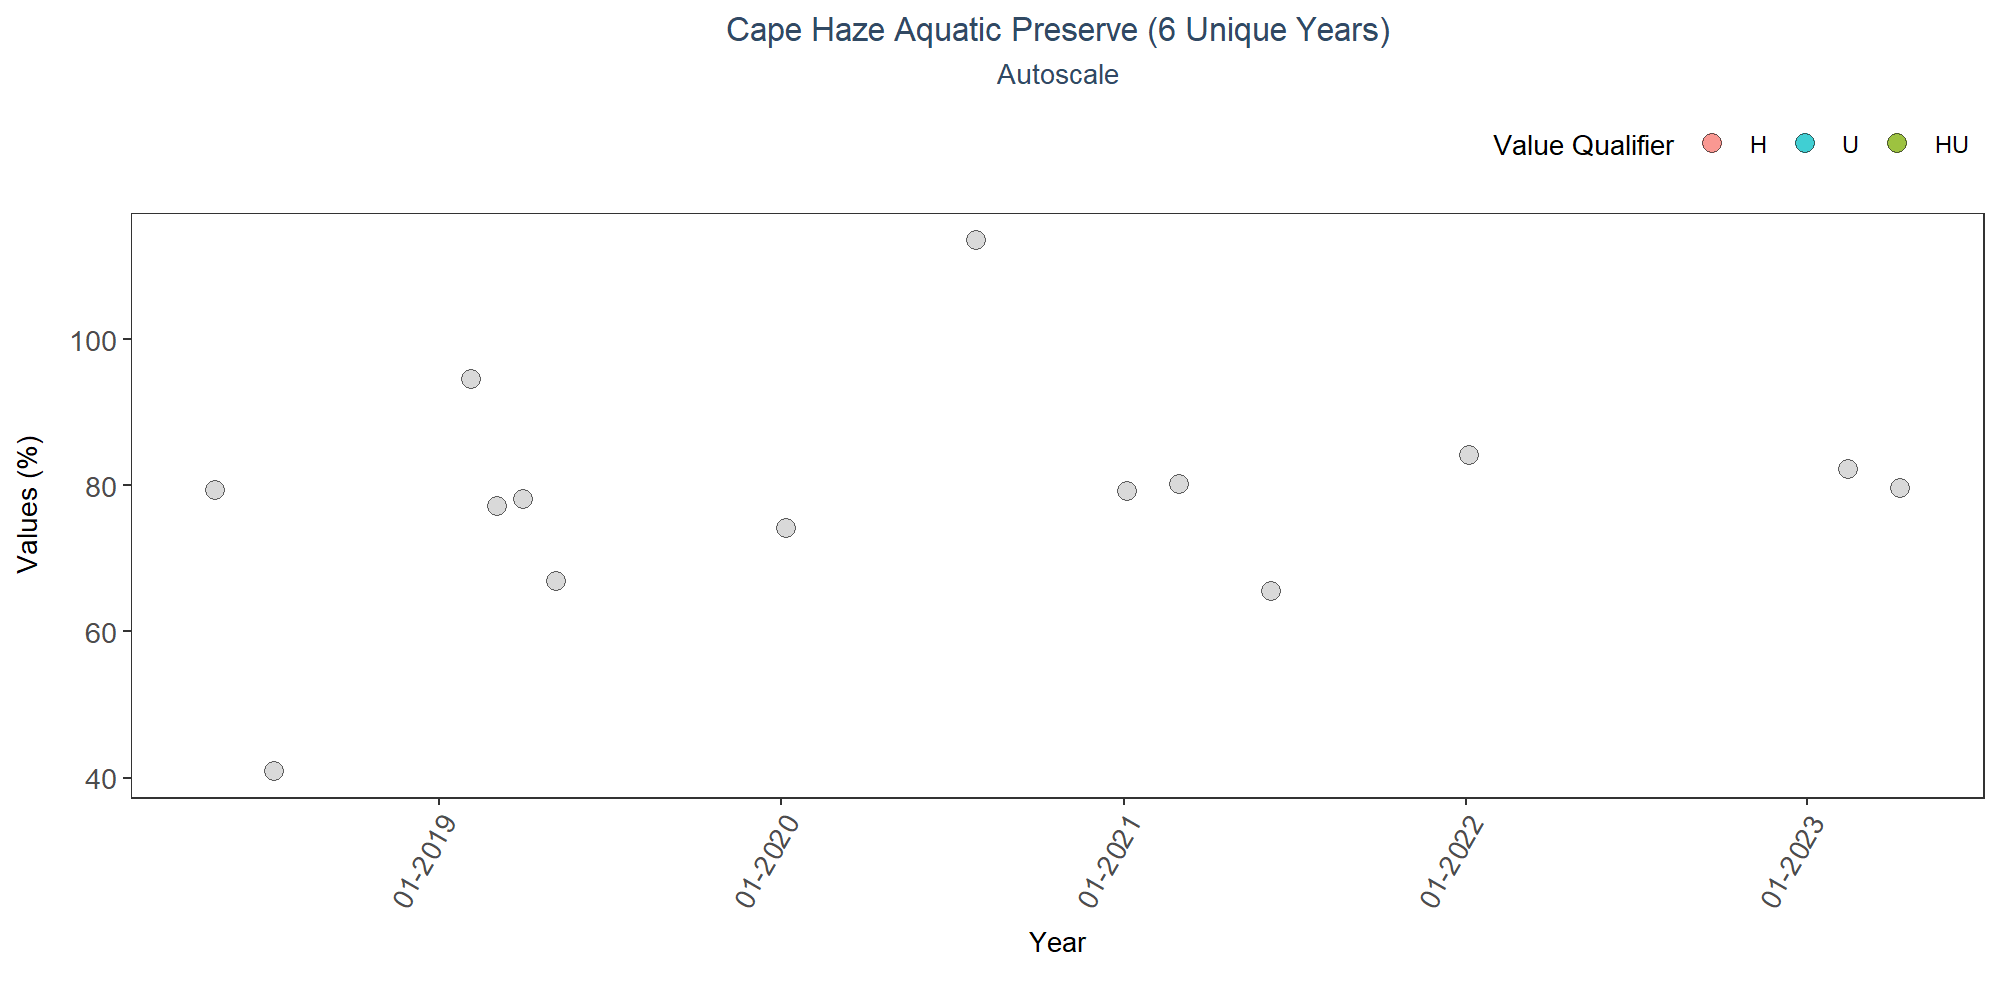 Cape Haze Aquatic Preserve (6 Unique Years)
Autoscale
Value Qualifier H U HU
Values (%)
100
80
60
40
01-2019 01-2020 01-2021 01-2022 01-2023
Year